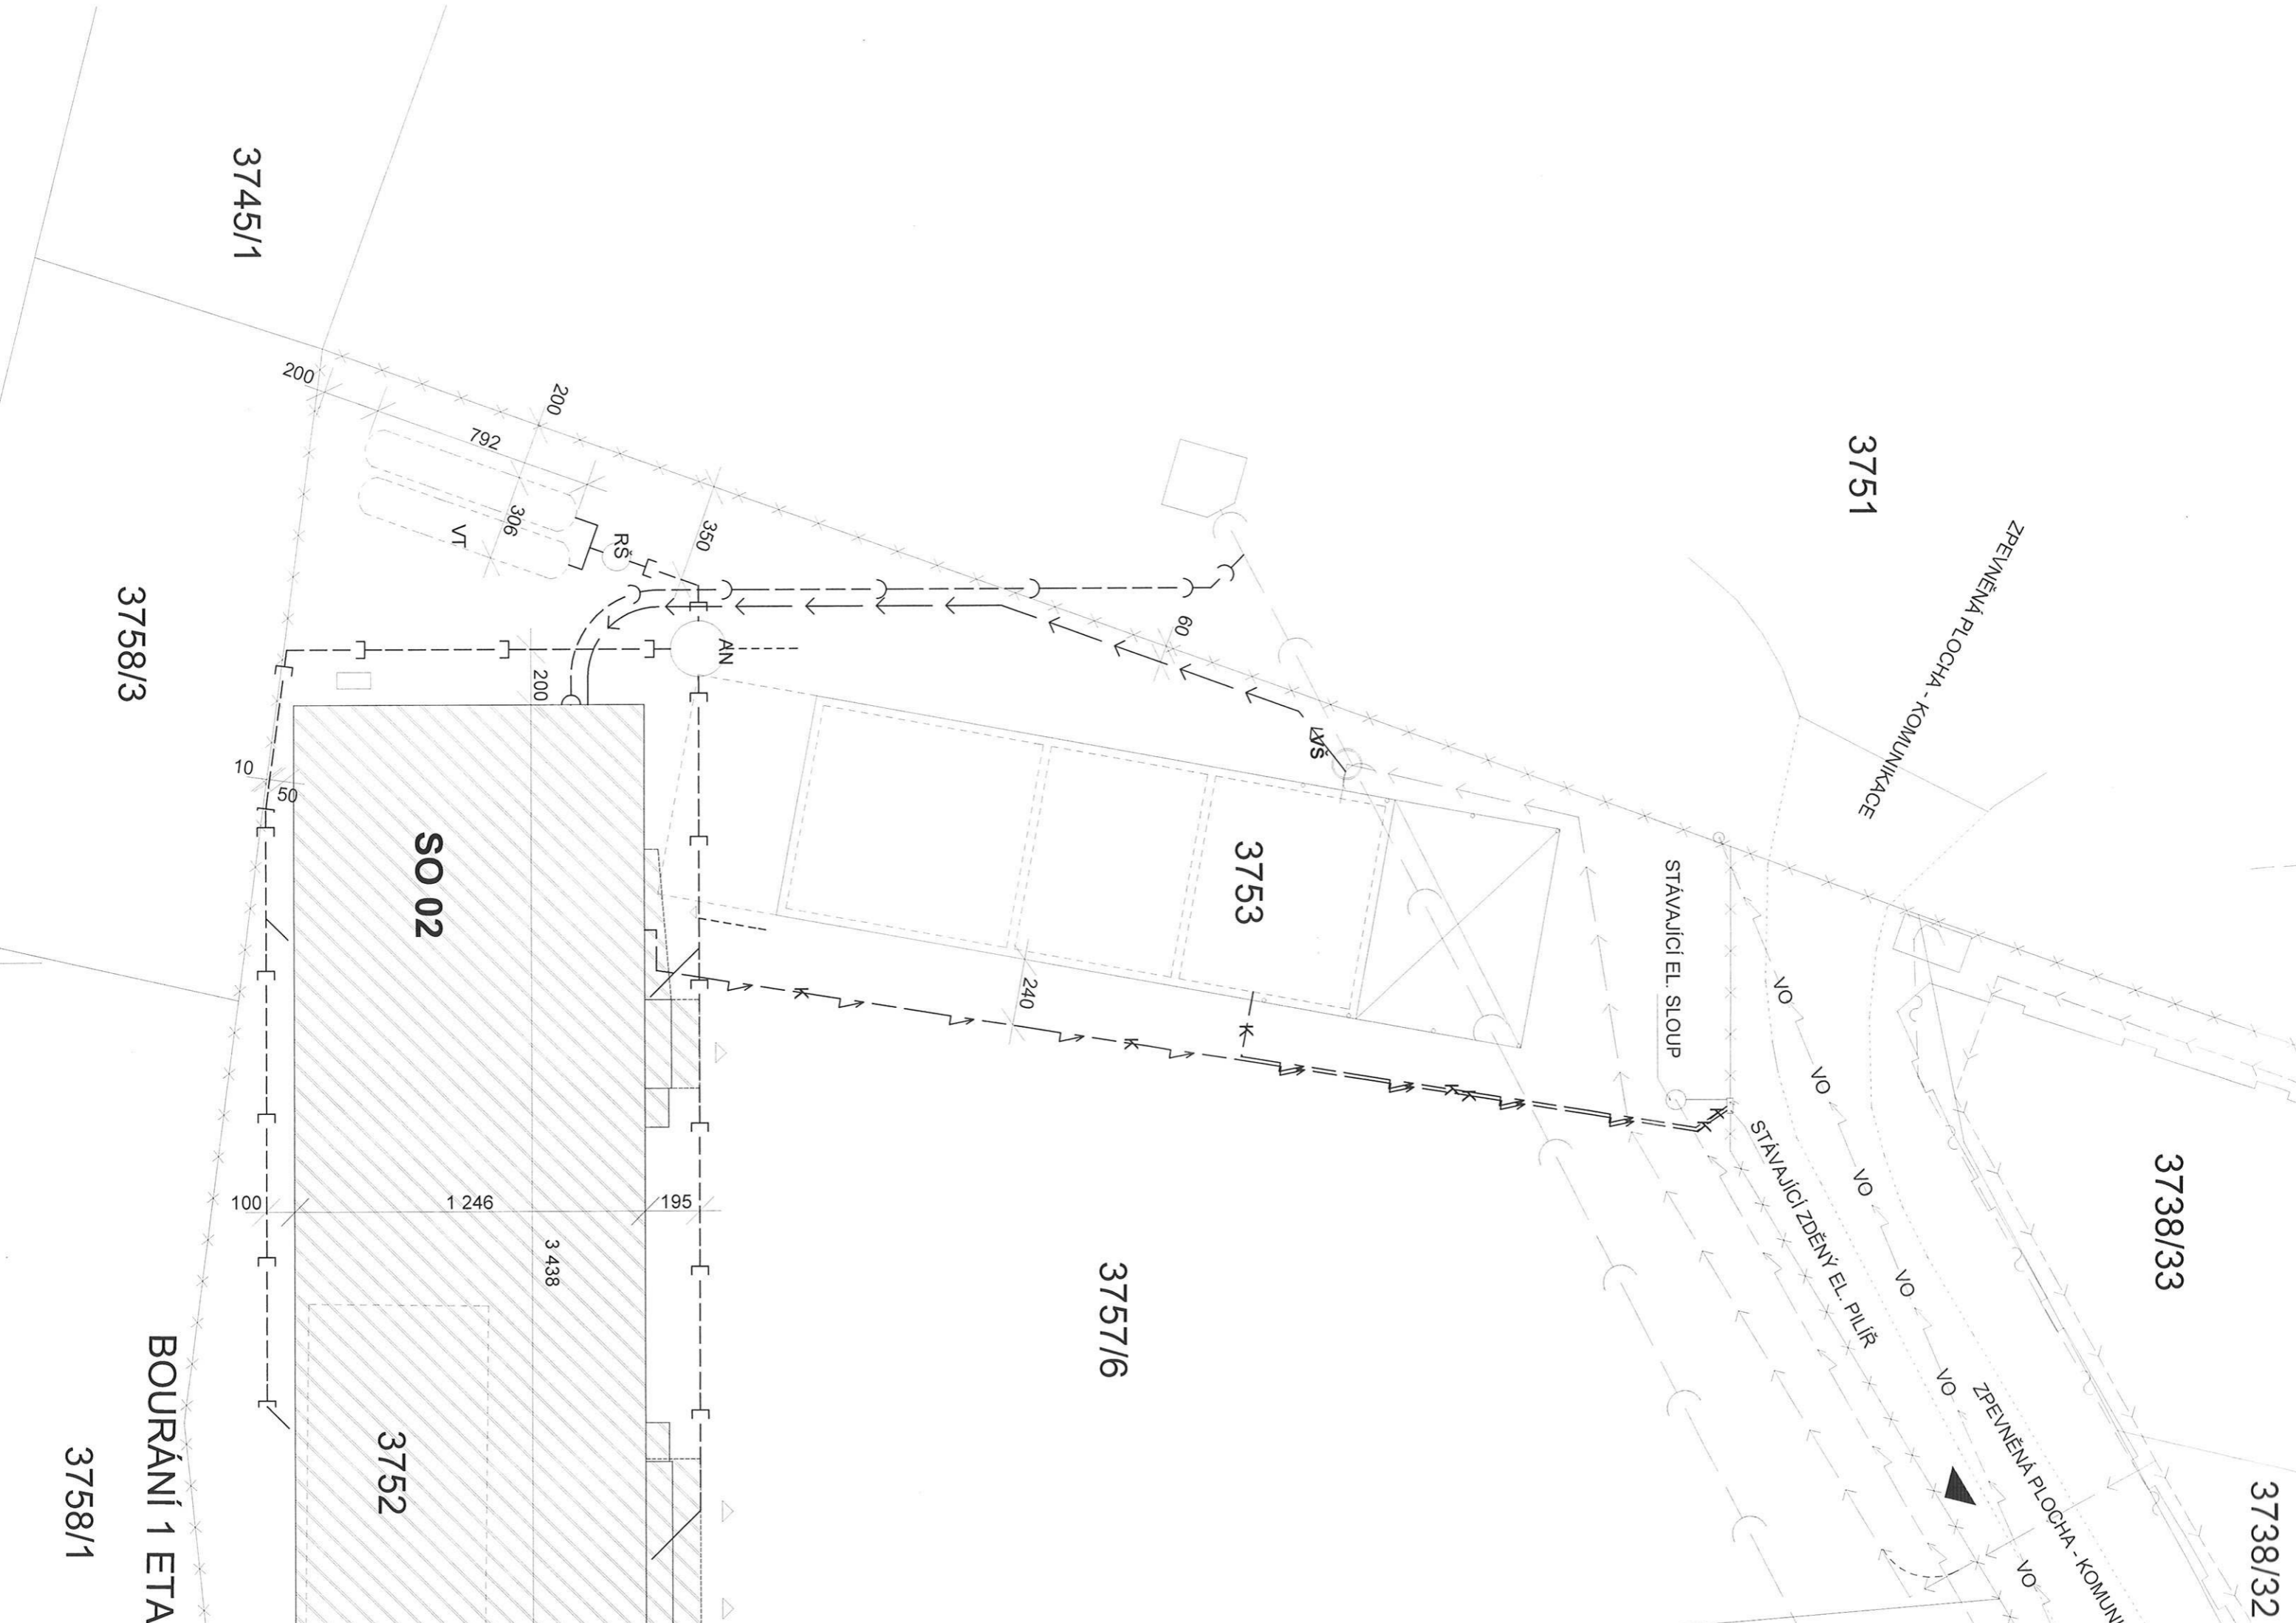 3745/1
3751
ZPEVNĚNÁ PLOCHA - KOMUNIKACE
200
200
792
306
VT
RŠ
350
60
3758/3
AN
200
VŠ
10
50
SO 02
3753
STÁVAJÍCÍ EL. SLOUP
VO
240
K
K
K
K
K
K
K
VO
STÁVAJÍCÍ ZDĚNÝ EL. PILÍŘ
VO
3738/33
100
1 246
195
3 438
3757/6
VO
VO
BOURÁNÍ 1 ETA
3752
3758/1
ZPEVNĚNÁ PLOCHA - KOMUNI
3738/32
VO